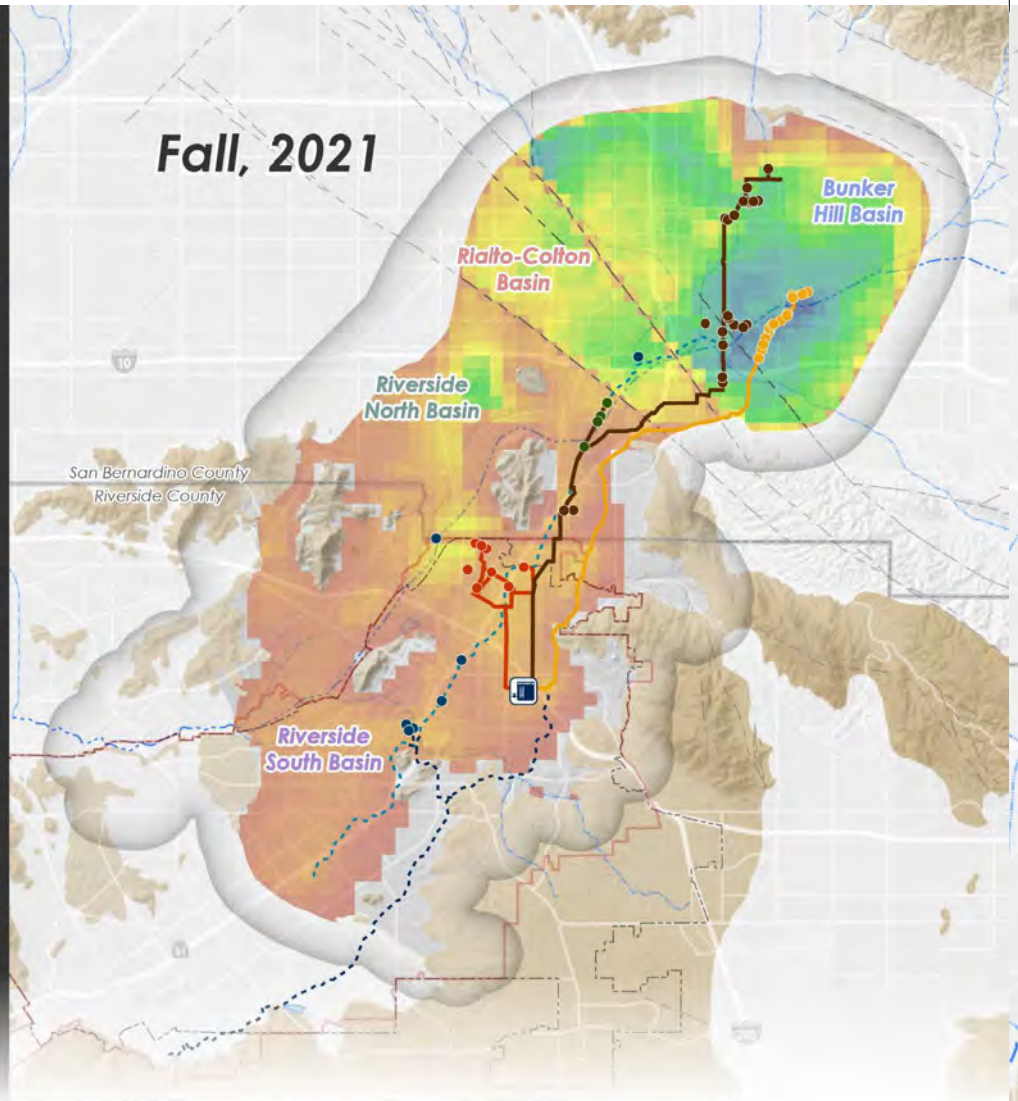 Fall, 2021
Bunker
Hill Basin
Rialto-Colton
Basin
10
Riverside
North Basin
San Bernardino County
Riverside County
Riverside
South Basin
91